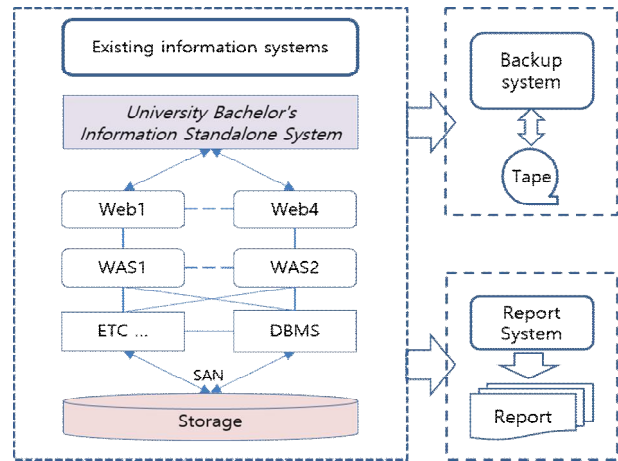 Existing information systems
University Bachelor's
Information Standalone System
Web1
Web4
WAS1
WAS2
ETC ...
DBMS
SAN
Storage
Backup
system
Tape
Report
System
Report